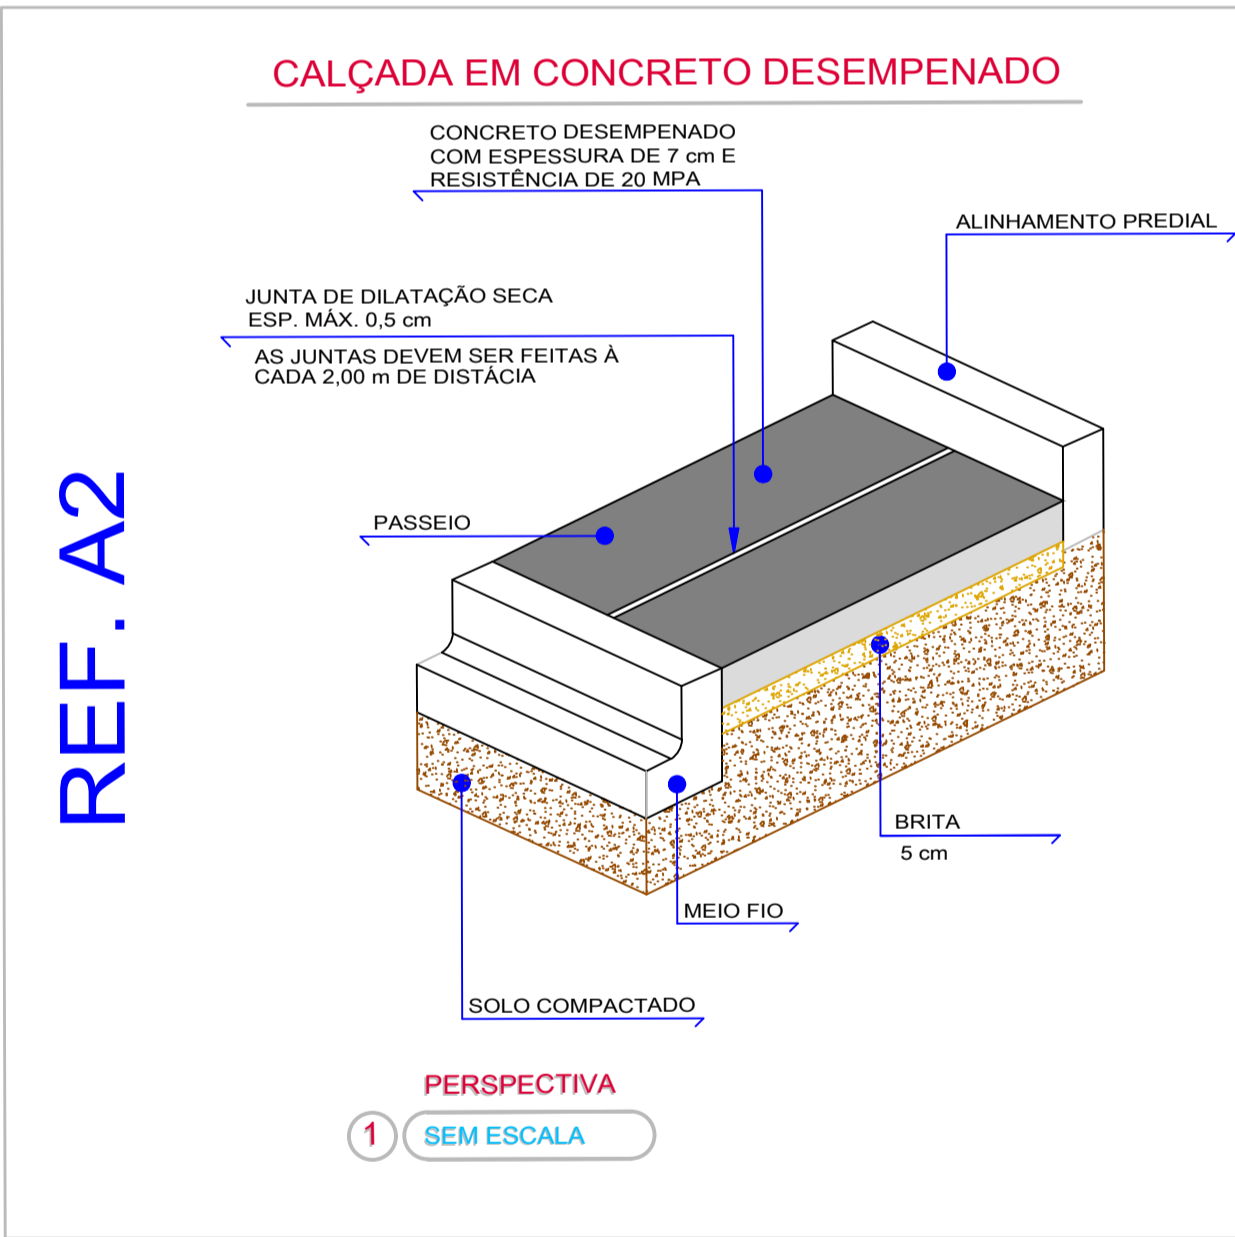 CALÇADA EM CONCRETO DESEMPENADO
CONCRETO DESEMPENADO
COM ESPESSURA DE 7 cm E
RESISTÊNCIA DE 20 MPA
ALINHAMENTO PREDIAL
JUNTA DE DILATAÇÃO SECA
ESP. MÁX. 0,5 cm
AS JUNTAS DEVEM SER FEITAS À
CADA 2,00 m DE DISTÁCIA
REF. A2
PASSEIO
BRITA
5 cm
MEIO FIO
SOLO COMPACTADO
PERSPECTIVA
1 SEM ESCALA